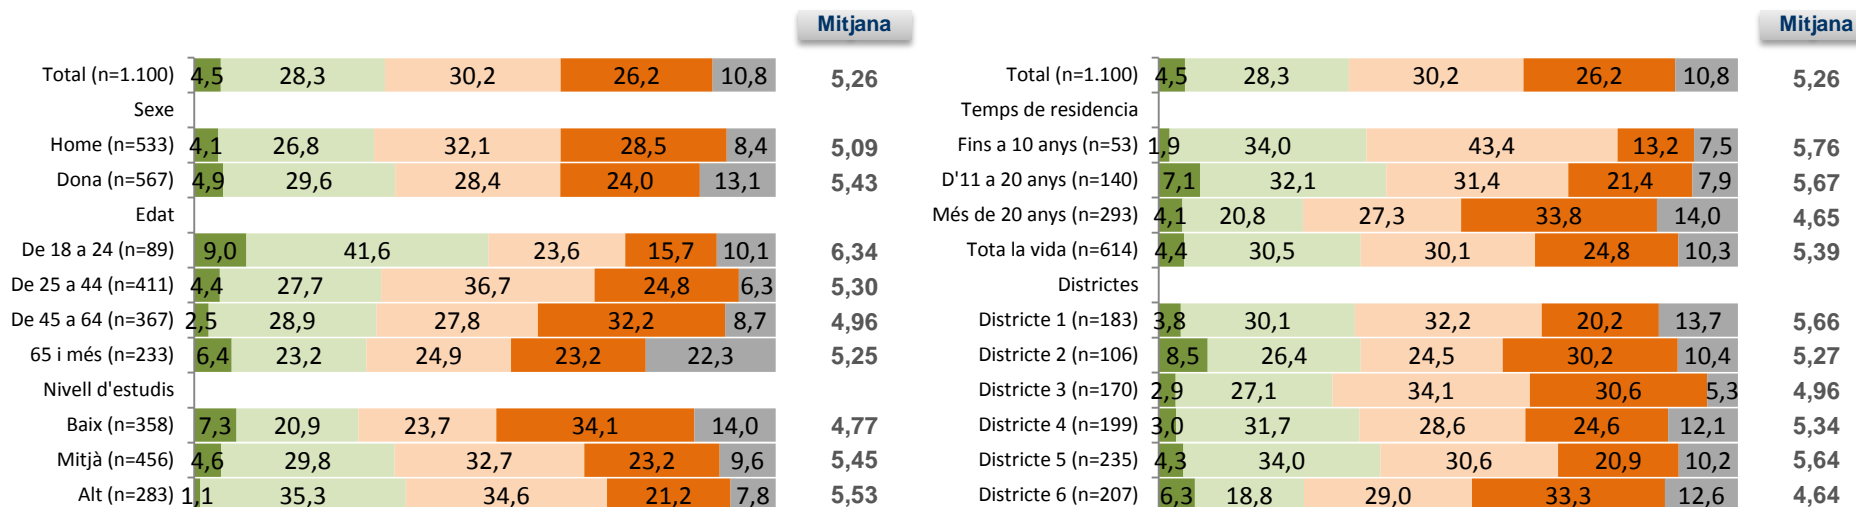 Mitjana
Total (n=1.100) 4,5 28,3 30,2 26,2 10,8 5,26
Sexe
Home (n=533) 4,1 26,8 32,1 28,5 8,4 5,09
Dona (n=567) 4,9 29,6 28,4 24,0 13,1 5,43
Edat
De 18 a 24 (n=89) 9,0 41,6 23,6 15,7 10,1 6,34
De 25 a 44 (n=411) 4,4 27,7 36,7 24,8 6,3 5,30
De 45 a 64 (n=367) 2,5 28,9 27,8 32,2 8,7 4,96
65 i més (n=233) 6,4 23,2 24,9 23,2 22,3 5,25
Nivell d'estudis
Baix (n=358) 7,3 20,9 23,7 34,1 14,0 4,77
Mitjà (n=456) 4,6 29,8 32,7 23,2 9,6 5,45
Alt (n=283) 1,1 35,3 34,6 21,2 7,8 5,53
Mitjana
Total (n=1.100) 4,5 28,3 30,2 26,2 10,8 5,26
Temps de residencia
Fins a 10 anys (n=53) 1,9 34,0 43,4 13,2 7,5 5,76
D'11 a 20 anys (n=140) 7,1 32,1 31,4 21,4 7,9 5,67
Més de 20 anys (n=293) 4,1 20,8 27,3 33,8 14,0 4,65
Tota la vida (n=614) 4,4 30,5 30,1 24,8 10,3 5,39
Districtes
Districte 1 (n=183) 3,8 30,1 32,2 20,2 13,7 5,66
Districte 2 (n=106) 8,5 26,4 24,5 30,2 10,4 5,27
Districte 3 (n=170) 2,9 27,1 34,1 30,6 5,3 4,96
Districte 4 (n=199) 3,0 31,7 28,6 24,6 12,1 5,34
Districte 5 (n=235) 4,3 34,0 30,6 20,9 10,2 5,64
Districte 6 (n=207) 6,3 18,8 29,0 33,3 12,6 4,64